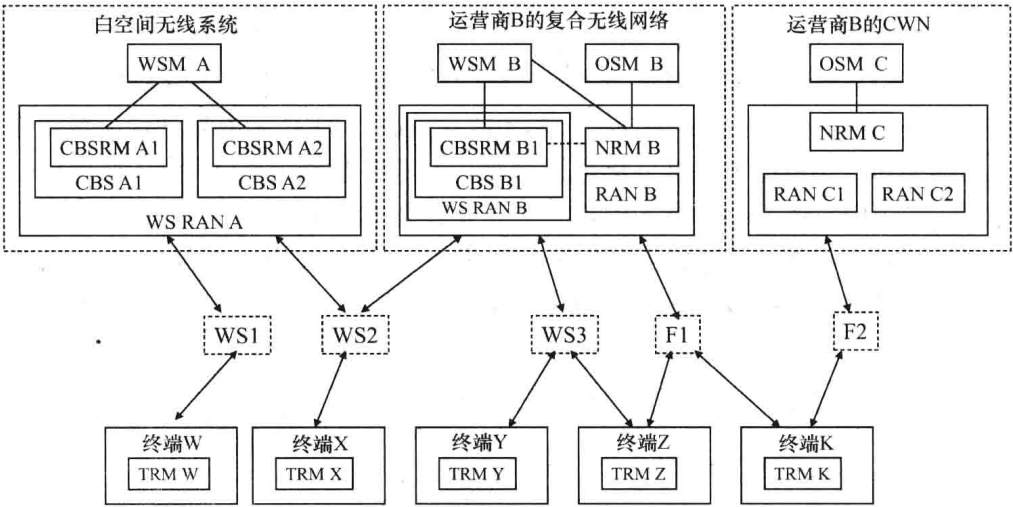 白空间无线系统
WSM A
CBSRM A1
CBS A1
CBSRM A2
CBS A2
WS RAN A
运营商B的复合无线网络
WSM B
OSM B
CBSRM B1
CBS B1
WS RAN B
NRM B
RAN B
运营商B的CWN
OSM C
NRM C
RAN C1
RAN C2
WS1
WS2
WS3
F1
F2
终端W
TRM W
终端X
TRM X
终端Y
TRM Y
终端Z
TRM Z
终端K
TRM K